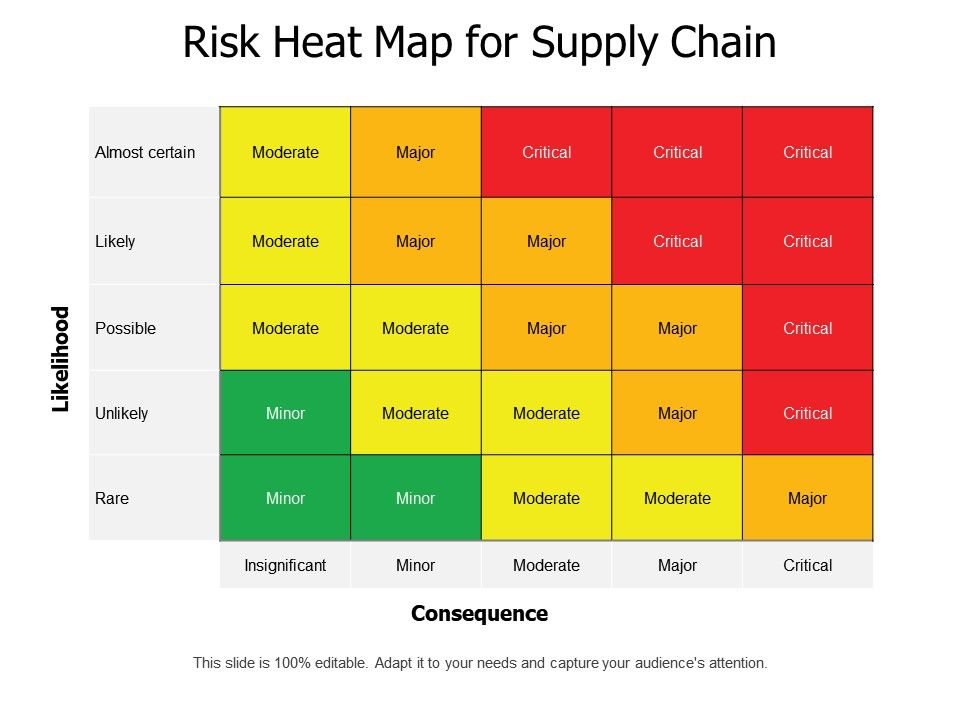 Risk Heat Map for Supply Chain
Almost certain Moderate Major Critical Critical Critical
Likely Moderate Major Major Critical Critical
Possible Moderate Moderate Major Major Critical
Unlikely Minor Moderate Moderate Major Critical
Rare Minor Minor Moderate Moderate Major
Likelihood
Insignificant Minor Moderate Major Critical
Consequence
This slide is 100% editable. Adapt it to your needs and capture your audience's attention.